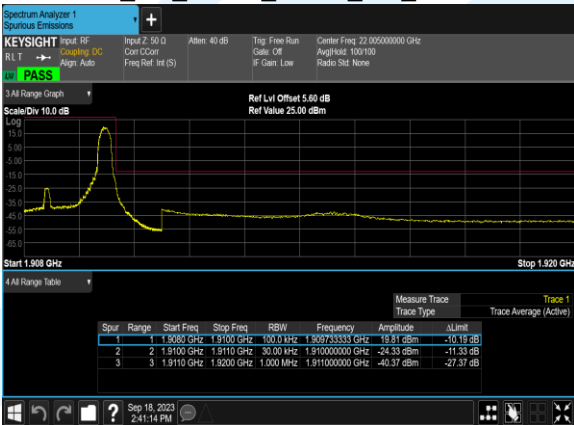 Spectrum Analyzer 1
Spurious Emissions
KEYSIGHT Input: RF
R L T Coupling: DC
Align: Auto
Input Z: 50 Ω
Corr CCorr
Freq Ref: Int (S)
Atten: 40 dB
Trig: Free Run
Gate: Off
IF Gain: Low
Center Freq: 22.005000000 GHz
Avg|Hold: 100/100
Radio Std: None
PASS
3 All Range Graph
Ref Lvl Offset 5.60 dB
Scale/Div 10.0 dB
Ref Value 25.00 dBm
Log
15.0
5.00
-5.00
-15.0
-25.0
-35.0
-45.0
-55.0
-65.0
Start 1.908 GHz
Stop 1.920 GHz
4 All Range Table
Measure Trace Trace 1
Trace Type Trace Average (Active)
Spur Range Start Freq Stop Freq RBW Frequency Amplitude ΔLimit
1 1 1.9080 GHz 1.9100 GHz 100.0 kHz 1.909733333 GHz 19.81 dBm -10.19 dB
2 2 1.9100 GHz 1.9110 GHz 30.00 kHz 1.910000000 GHz -24.33 dBm -11.33 dB
3 3 1.9110 GHz 1.9200 GHz 1.000 MHz 1.911000000 GHz -40.37 dBm -27.37 dB
Sep 18, 2023
2:41:14 PM